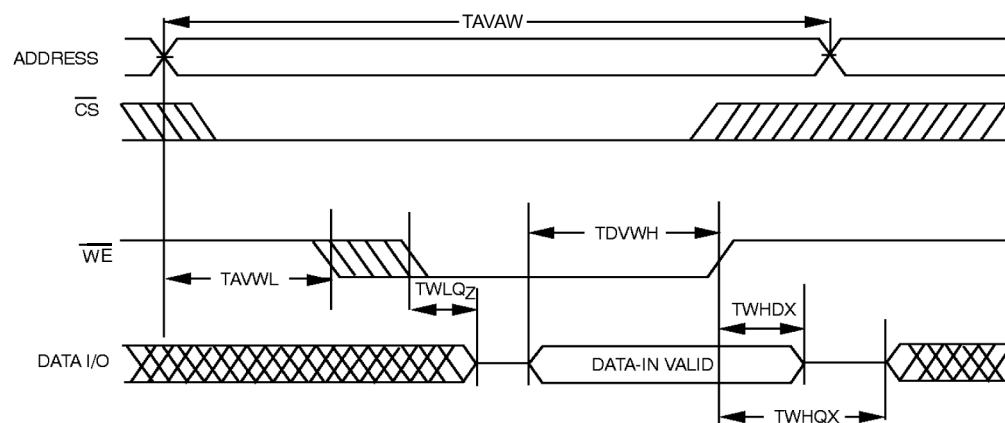 TAVAW
ADDRESS
CS
TDVWH
WE
TAVWL
TWLQZ
TWHDX
DATA I/O
DATA-IN VALID
TWHQX